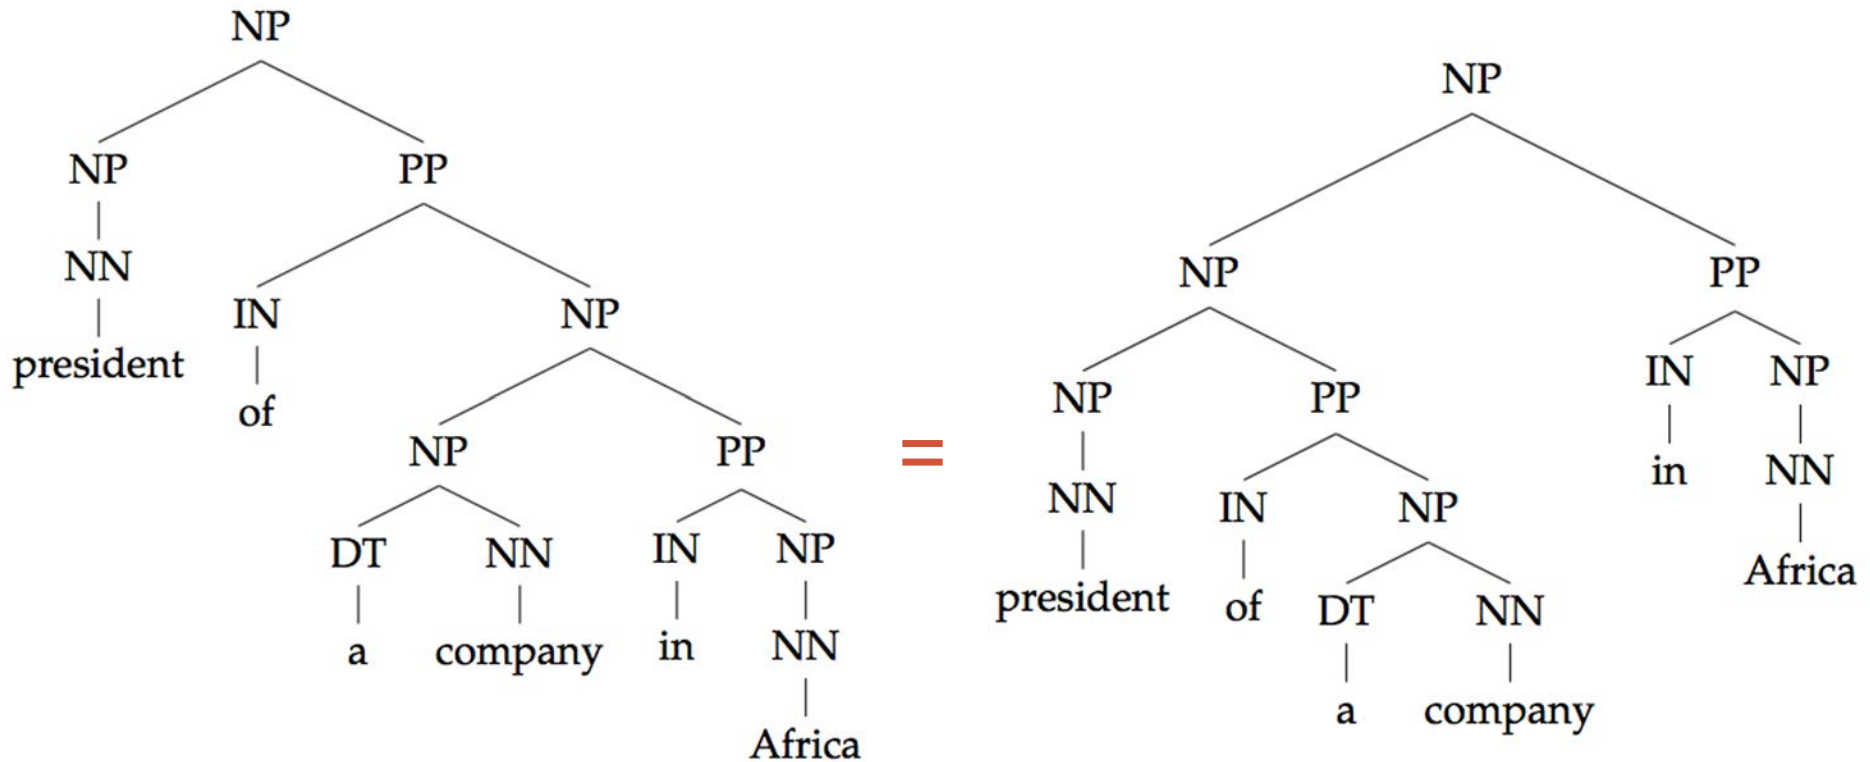 NP
NP PP
NN
IN NP
president
of
NP PP
DT NN IN NP
a company in NN
Africa
=
NP
NP PP
NP PP IN NP
NN IN NP in NN
president of DT NN Africa
a company